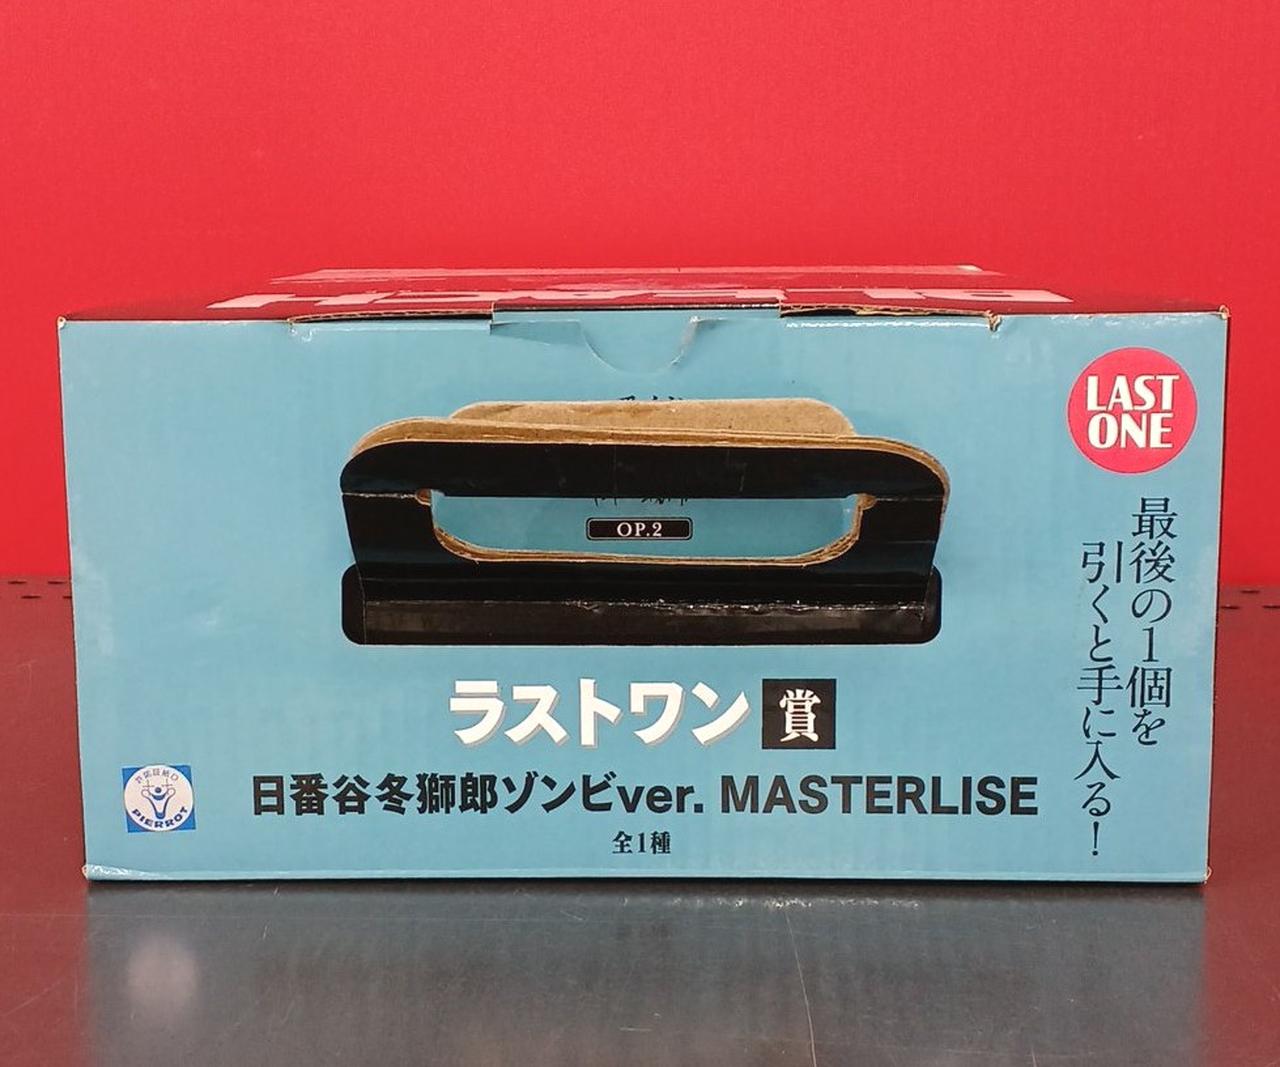 BLEACH
LAST
ONE
最後の1個を
引くと手に入る!
OP.2
ラストワン賞
日番谷冬獅郎ゾンビver. MASTERLISE
全1種
PIERROT